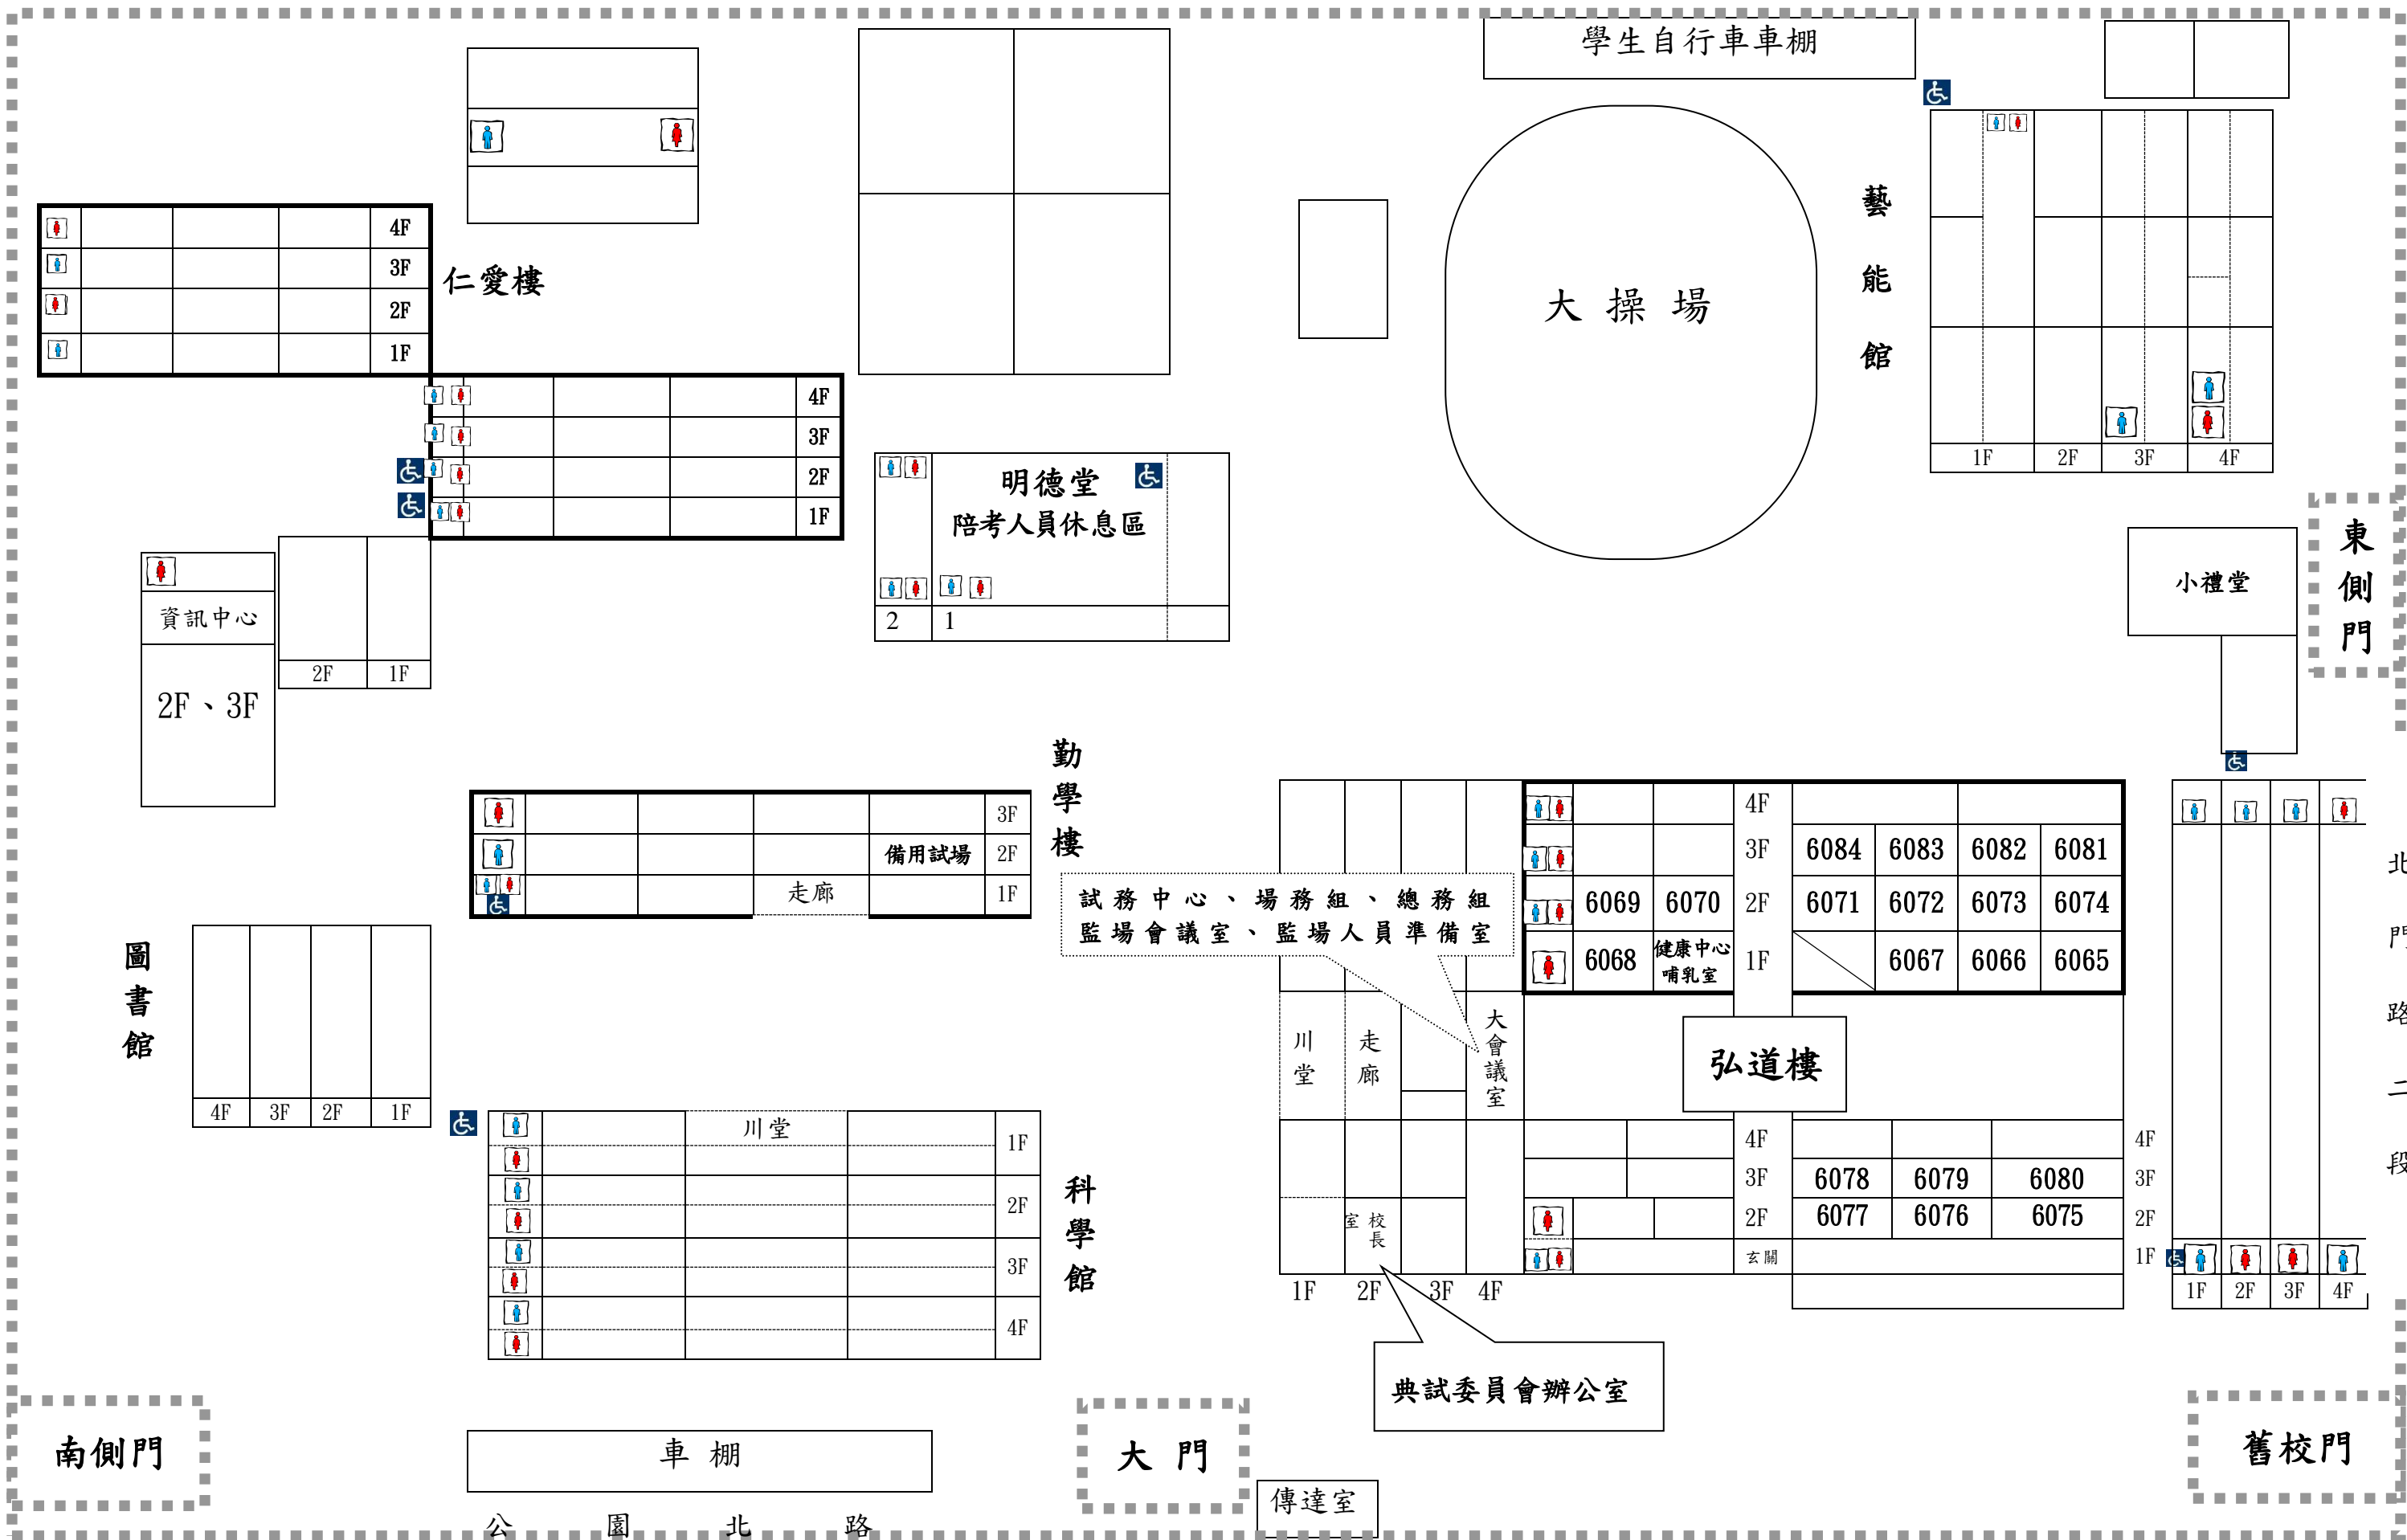 學生自行車車棚
4F
3F
2F
1F
仁愛樓
4F
3F
2F
1F
大操場
藝能館
1F 2F 3F 4F
明德堂
陪考人員休息區
2 1
東側門
小禮堂
資訊中心
2F、3F
2F 1F
勤學樓
3F
備用試場 2F
走廊 1F
圖書館
4F 3F 2F 1F
川堂 1F
2F
3F
4F
科學館
試務中心、場務組、總務組
監場會議室、監場人員準備室
4F
3F 6084 6083 6082 6081
6069 6070 2F 6071 6072 6073 6074
6068 健康中心 1F 6067 6066 6065
哺乳室
川堂
走廊
大會議室
弘道樓
4F 4F
3F 6078 6079 6080 3F
2F 6077 6076 6075 2F
玄關 1F
校長室
1F 2F 3F 4F
1F 2F 3F 4F
北門路二段
典試委員會辦公室
南側門
車棚
大門
傳達室
舊校門
公園北路